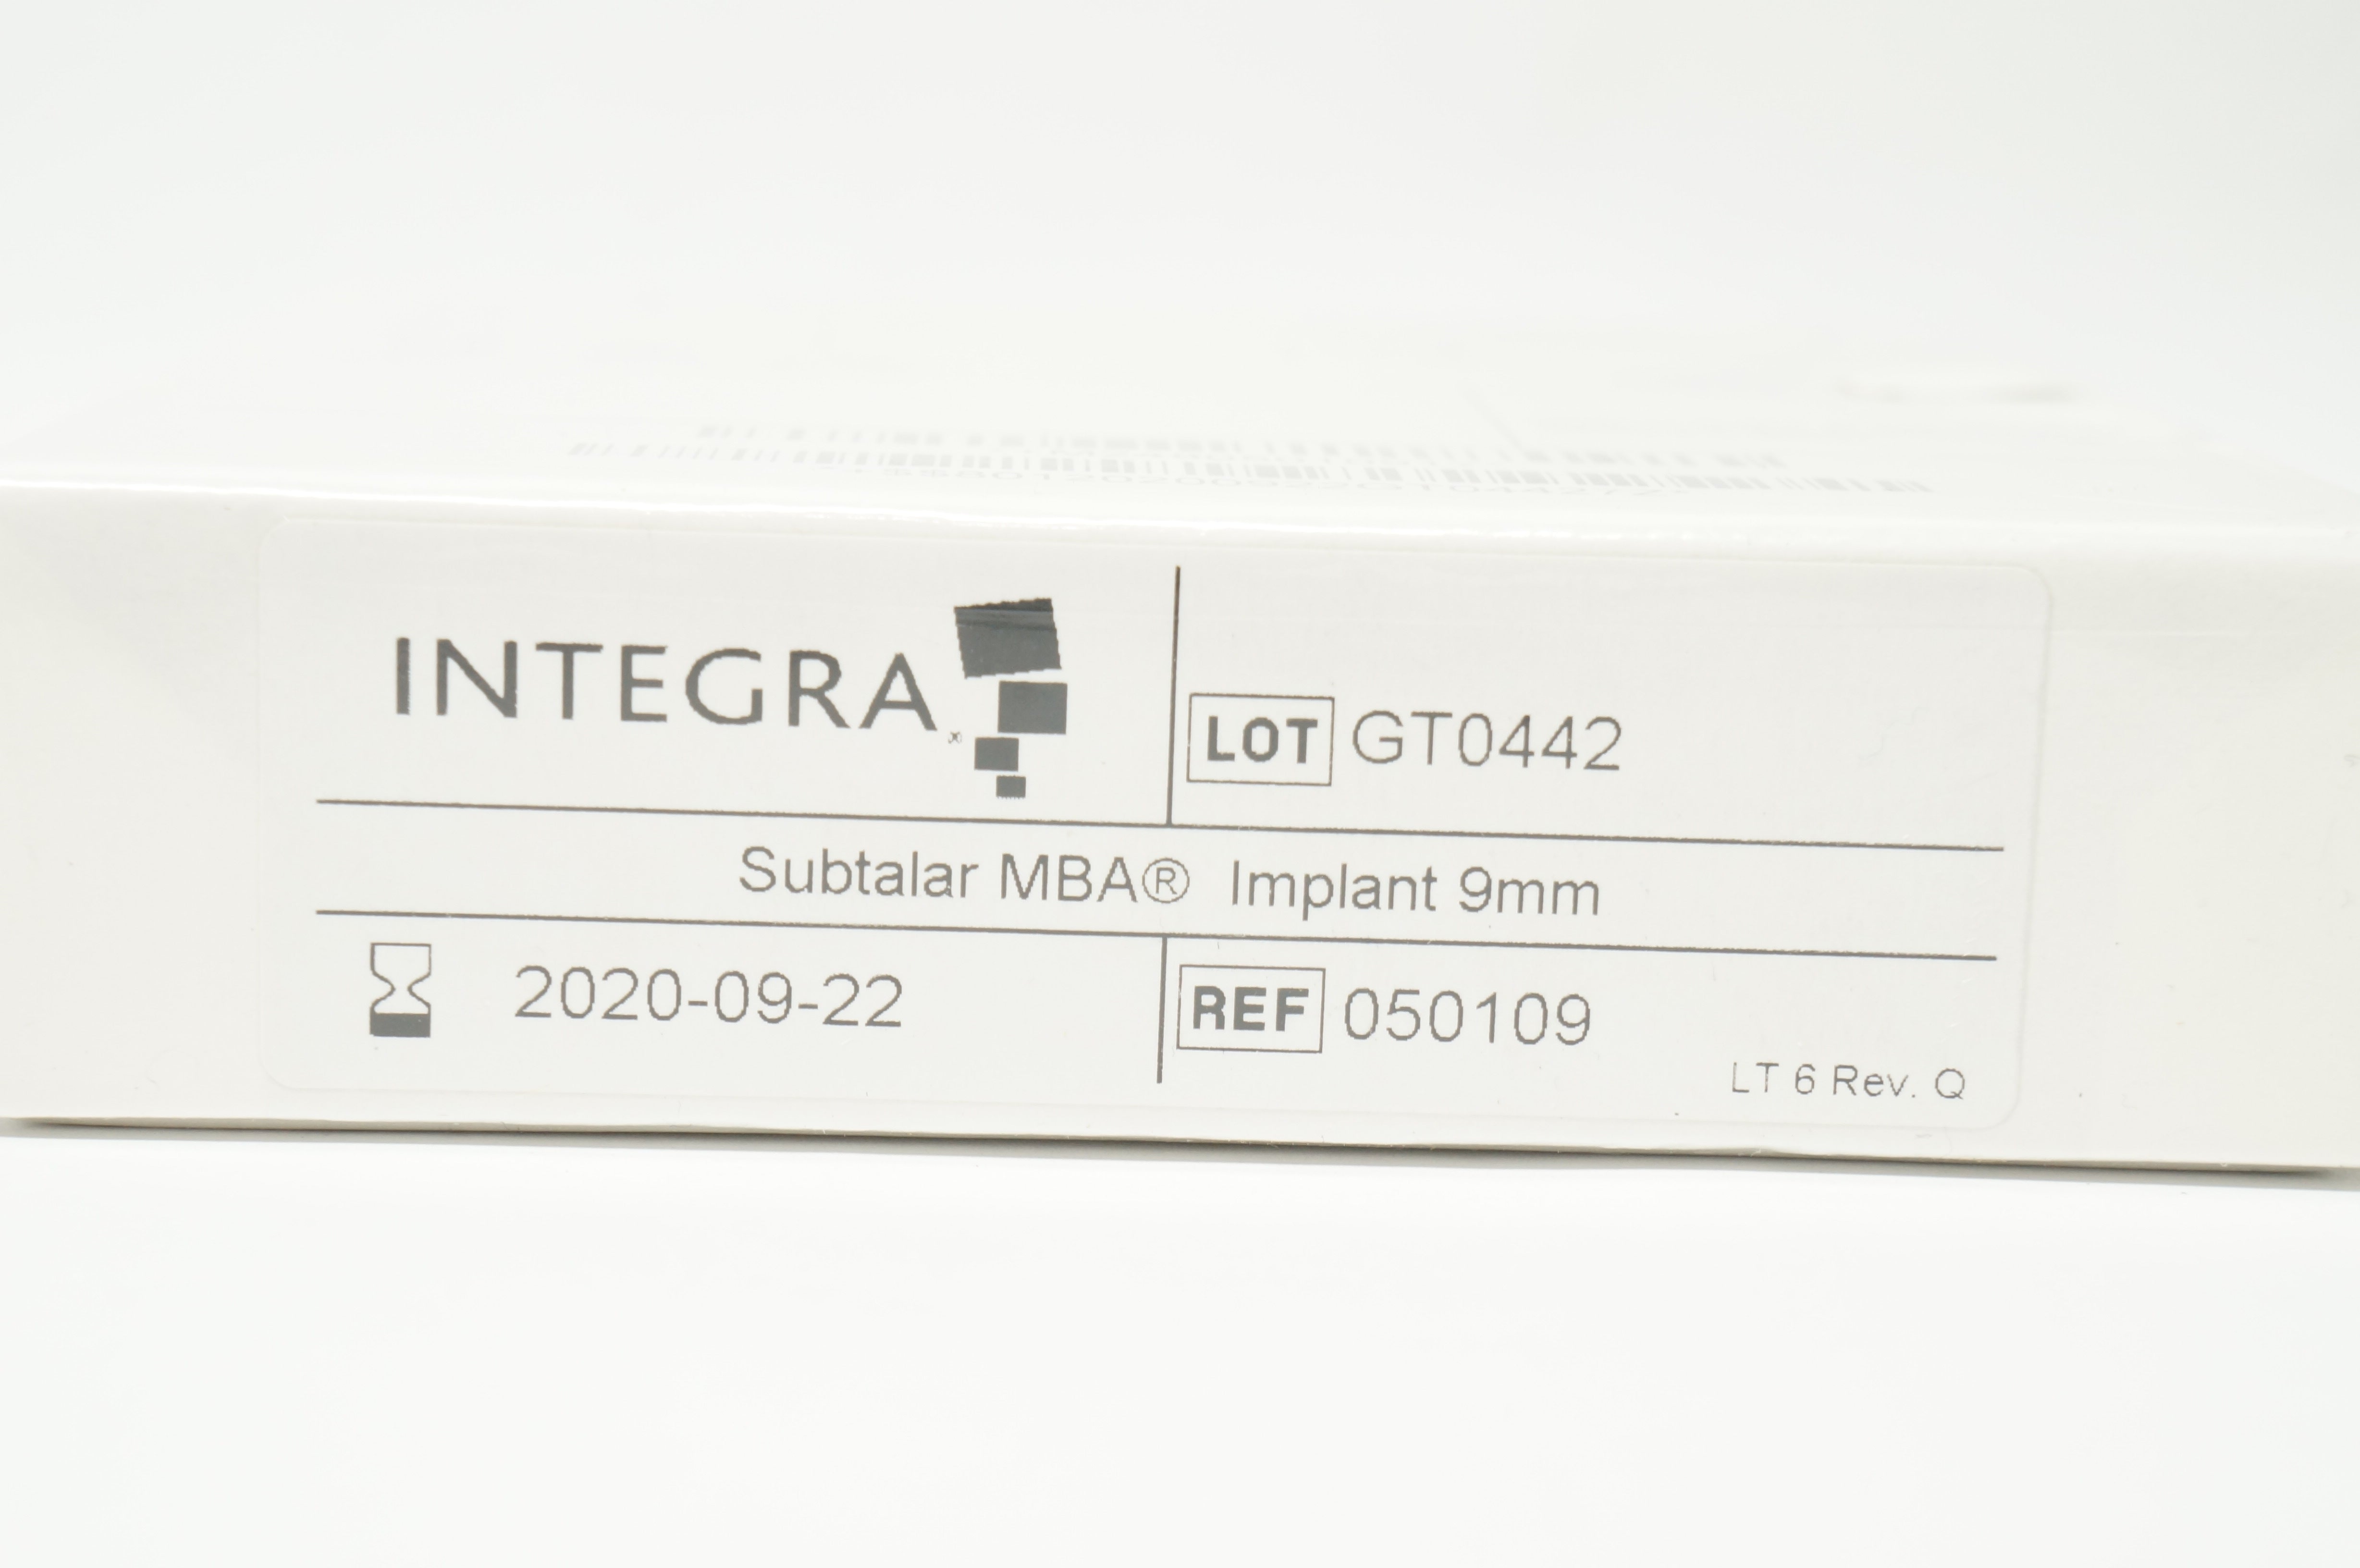 INTEGRA
LOT GT0442
Subtalar MBA® Implant 9mm
2020-09-22
REF 050109
LT 6 Rev. Q